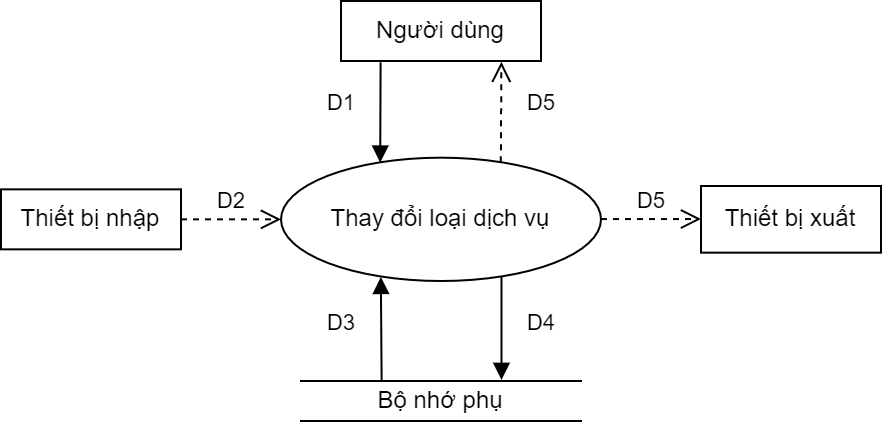 Người dùng
D1
D5
Thiết bị nhập
D2
Thay đổi loại dịch vụ
D5
Thiết bị xuất
D3
D4
Bộ nhớ phụ